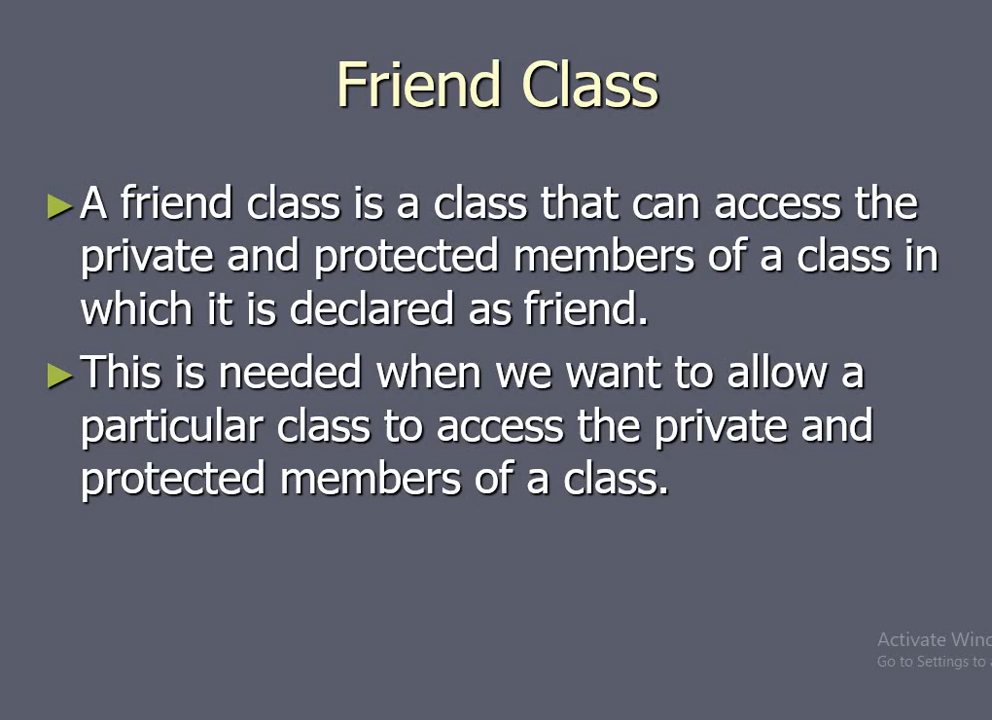 Friend Class
►A friend class is a class that can access the
private and protected members of a class in
which it is declared as friend.
►This is needed when we want to allow a
particular class to access the private and
protected members of a class.
Activate
Go to Settings to